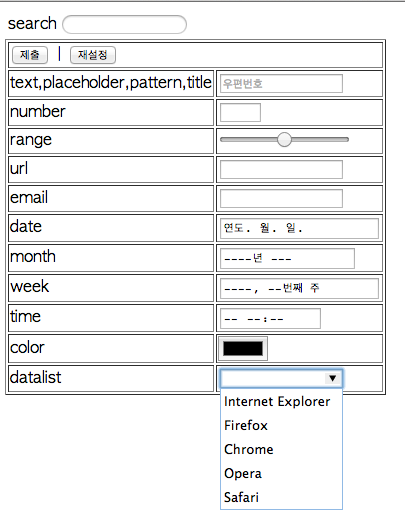 search
제출 | 재설정
text,placeholder,pattern,title 우편번호
number
range
url
email
date 연도. 월. 일.
month ----년 ---
week ----, --번째 주
time -- --:--
color
datalist
Internet Explorer
Firefox
Chrome
Opera
Safari